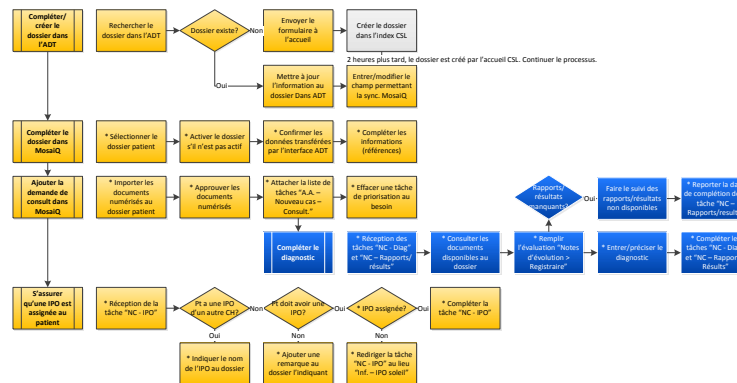 Compléter/
créer le
dossier dans
l'ADT
Rechercher le
dossier dans l'ADT
Dossier existe?
Non
Envoyer le
formulaire à
l'accueil
Créer le dossier
dans l'index CSL
2 heures plus tard, le dossier est créé par l'accueil CSL. Continuer le processus.
Oui
Mettre à jour
l'information au
dossier Dans ADT
Entrer/modifier le
champ permettant
la sync. MosaiQ
Compléter le
dossier dans
MosaiQ
* Sélectionner le
dossier patient
* Activer le dossier
s'il n'est pas actif
* Confirmer les
données transférées
par l'interface ADT
* Compléter les
informations
(références)
Ajouter la
demande de
consult dans
MosaiQ
* Importer les
documents
numérisés au
dossier patient
* Approuver les
documents
numérisés
* Attacher la liste de
tâches "A.A. –
Nouveau cas –
Consult."
* Effacer une tâche
de priorisation au
besoin
Rapports/
résultats
manquants?
Oui
Faire le suivi des
rapports/résultats
non disponibles
* Reporter la da
de complétion de
tâche "NC –
Rapports/result
Compléter le
diagnostic
* Réception des
tâches "NC - Diag"
et "NC – Rapports/
résults"
* Consulter les
documents
disponibles au
dossier
* Remplir
l'évaluation "Notes
d'évolution >
Registraire"
* Entrer/préciser le
diagnostic
* Compléter le
tâches "NC - Dia
et "NC – Rappor
Résults"
S'assurer
qu'une IPO est
assignée au
patient
* Réception de la
tâche "NC - IPO"
Pt a une IPO
d'un autre CH?
Non
Pt doit avoir une
IPO?
Oui
* IPO assignée?
Oui
* Compléter la
tâche "NC - IPO"
Oui
Non
Non
* Indiquer le nom
de l'IPO au dossier
* Ajouter une
remarque au
dossier l'indiquant
* Rediriger la tâche
"NC - IPO" au lieu
"Inf. – IPO soleil"